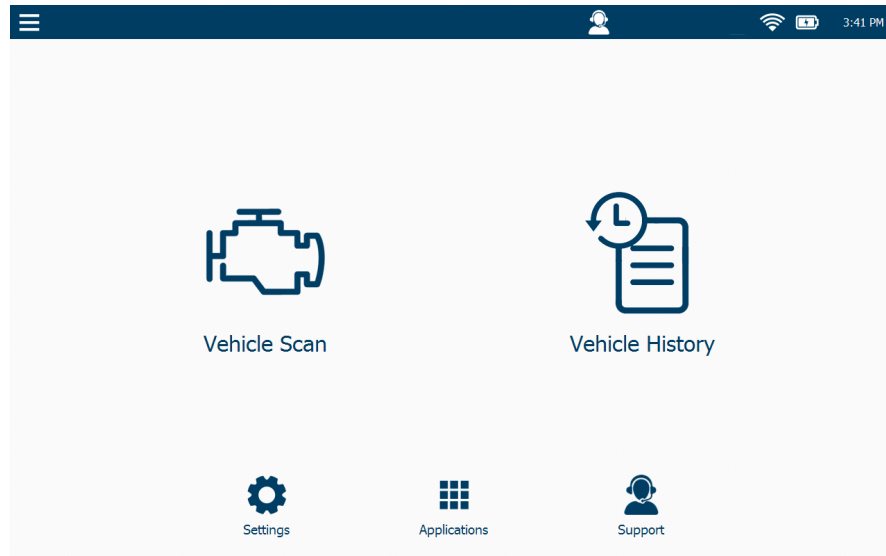 3:41 PM
Vehicle Scan
Vehicle History
Settings
Applications
Support